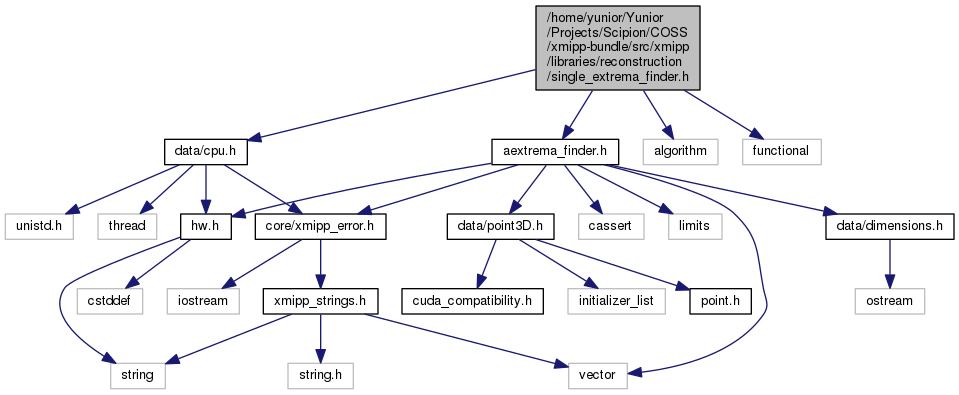 /home/yunior/Yunior
/Projects/Scipion/COSS
/xmipp-bundle/src/xmipp
/libraries/reconstruction
/single_extrema_finder.h
data/cpu.h
aextrema_finder.h
algorithm
functional
unistd.h
thread
hw.h
core/xmipp_error.h
data/point3D.h
cassert
limits
data/dimensions.h
cstddef
iostream
xmipp_strings.h
cuda_compatibility.h
initializer_list
point.h
ostream
string
string.h
vector